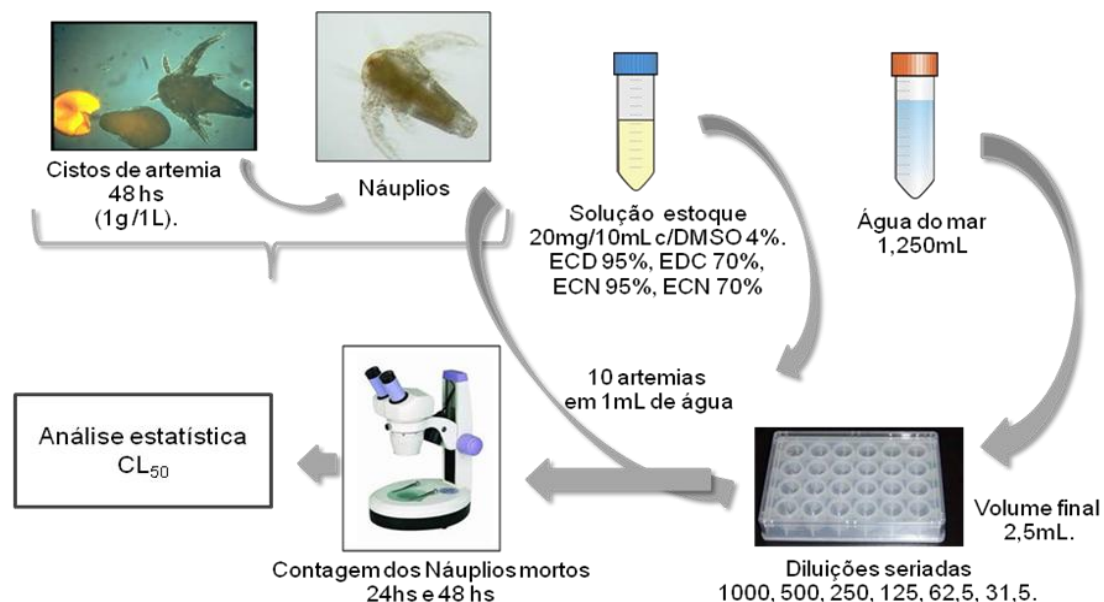 Cistos de artemia
48 hs
(1g /1L).
Náuplios
Solução estoque
20mg/10mL c/DMSO 4%.
ECD 95%, EDC 70%,
ECN 95%, ECN 70%
Água do mar
1,250mL
10 artemias
em 1mL de água
Análise estatística
CL50
Contagem dos Náuplios mortos
24hs e 48 hs
Volume final
2,5mL.
Diluições seriadas
1000, 500, 250, 125, 62,5, 31,5.